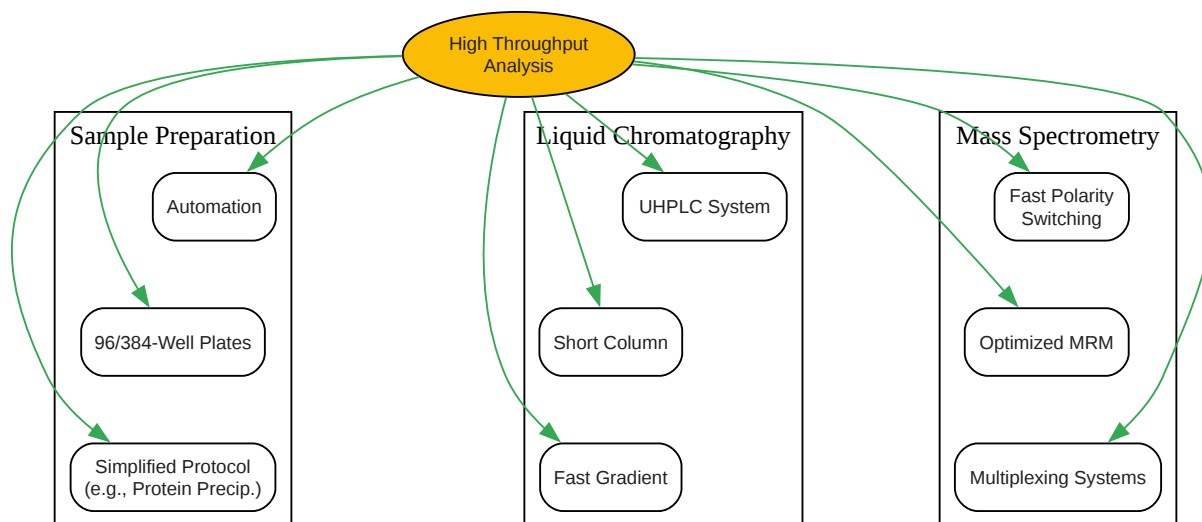 High Throughput
Analysis
Sample Preparation
Automation
96/384-Well Plates
Simplified Protocol
(e.g., Protein Precip.)
Liquid Chromatography
UHPLC System
Short Column
Fast Gradient
Mass Spectrometry
Fast Polarity
Switching
Optimized MRM
Multiplexing Systems